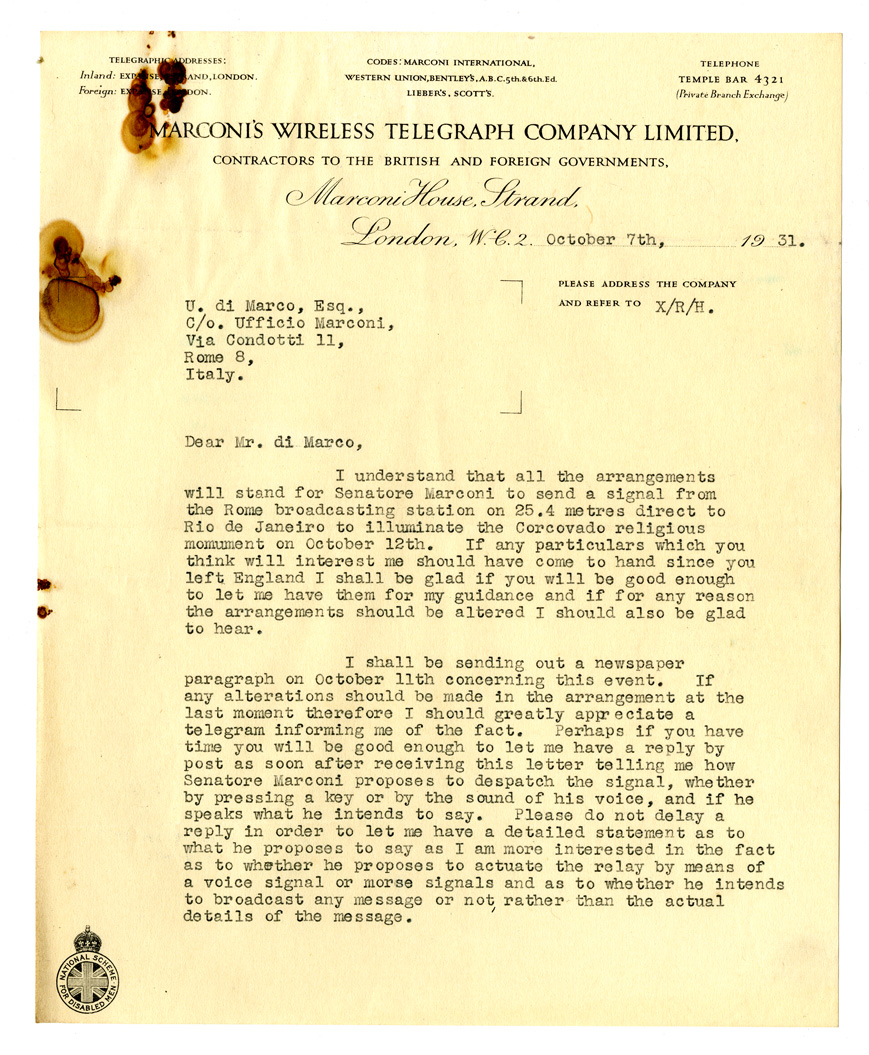 TELEGRAPHIC ADDRESSES:
Inland: STRAND, LONDON.
Foreign: LONDON.
CODES: MARCONI INTERNATIONAL,
WESTERN UNION, BENTLEY'S, A.B.C. 5th. & 6th. Ed.
LIEBER'S, SCOTT'S.
TELEPHONE
TEMPLE BAR 4321
(Private Branch Exchange)
MARCONI'S WIRELESS TELEGRAPH COMPANY LIMITED,
CONTRACTORS TO THE BRITISH AND FOREIGN GOVERNMENTS,
Marconi House, Strand,
London, W.C.2. October 7th, 19 31.
PLEASE ADDRESS THE COMPANY
AND REFER TO X/R/H.
U. di Marco, Esq.,
C/o. Ufficio Marconi,
Via Condotti 11,
Rome 8,
Italy.
Dear Mr. di Marco,
I understand that all the arrangements
will stand for Senatore Marconi to send a signal from
the Rome broadcasting station on 25.4 metres direct to
Rio de Janeiro to illuminate the Corcovado religious
momument on October 12th. If any particulars which you
think will interest me should have come to hand since you
left England I shall be glad if you will be good enough
to let me have them for my guidance and if for any reason
the arrangements should be altered I should also be glad
to hear.
I shall be sending out a newspaper
paragraph on October 11th concerning this event. If
any alterations should be made in the arrangement at the
last moment therefore I should greatly appreciate a
telegram informing me of the fact. Perhaps if you have
time you will be good enough to let me have a reply by
post as soon after receiving this letter telling me how
Senatore Marconi proposes to despatch the signal, whether
by pressing a key or by the sound of his voice, and if he
speaks what he intends to say. Please do not delay a
reply in order to let me have a detailed statement as to
what he proposes to say as I am more interested in the fact
as to whether he proposes to actuate the relay by means of
a voice signal or morse signals and as to whether he intends
to broadcast any message or not, rather than the actual
details of the message.
NATIONAL SCHEME
FOR DISABLED MEN